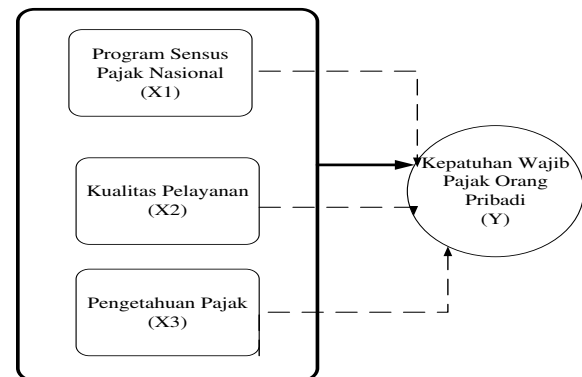 Program Sensus
Pajak Nasional
(X1)
Kualitas Pelayanan
(X2)
Pengetahuan Pajak
(X3)
Kepatuhan Wajib
Pajak Orang
Pribadi
(Y)